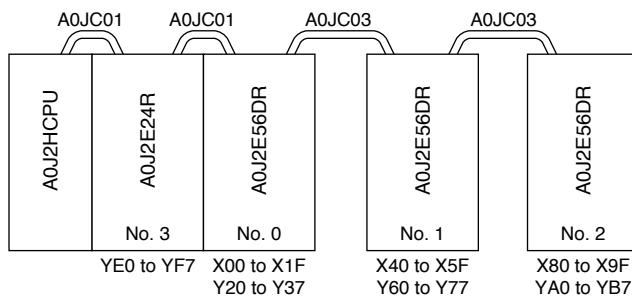 A0JC01 A0JC01 A0JC03 A0JC03
A0J2HCPU
A0J2E24R
A0J2E56DR
A0J2E56DR
A0J2E56DR
No. 3 No. 0 No. 1 No. 2
YE0 to YF7 X00 to X1F X40 to X5F X80 to X9F
Y20 to Y37 Y60 to Y77 YA0 to YB7